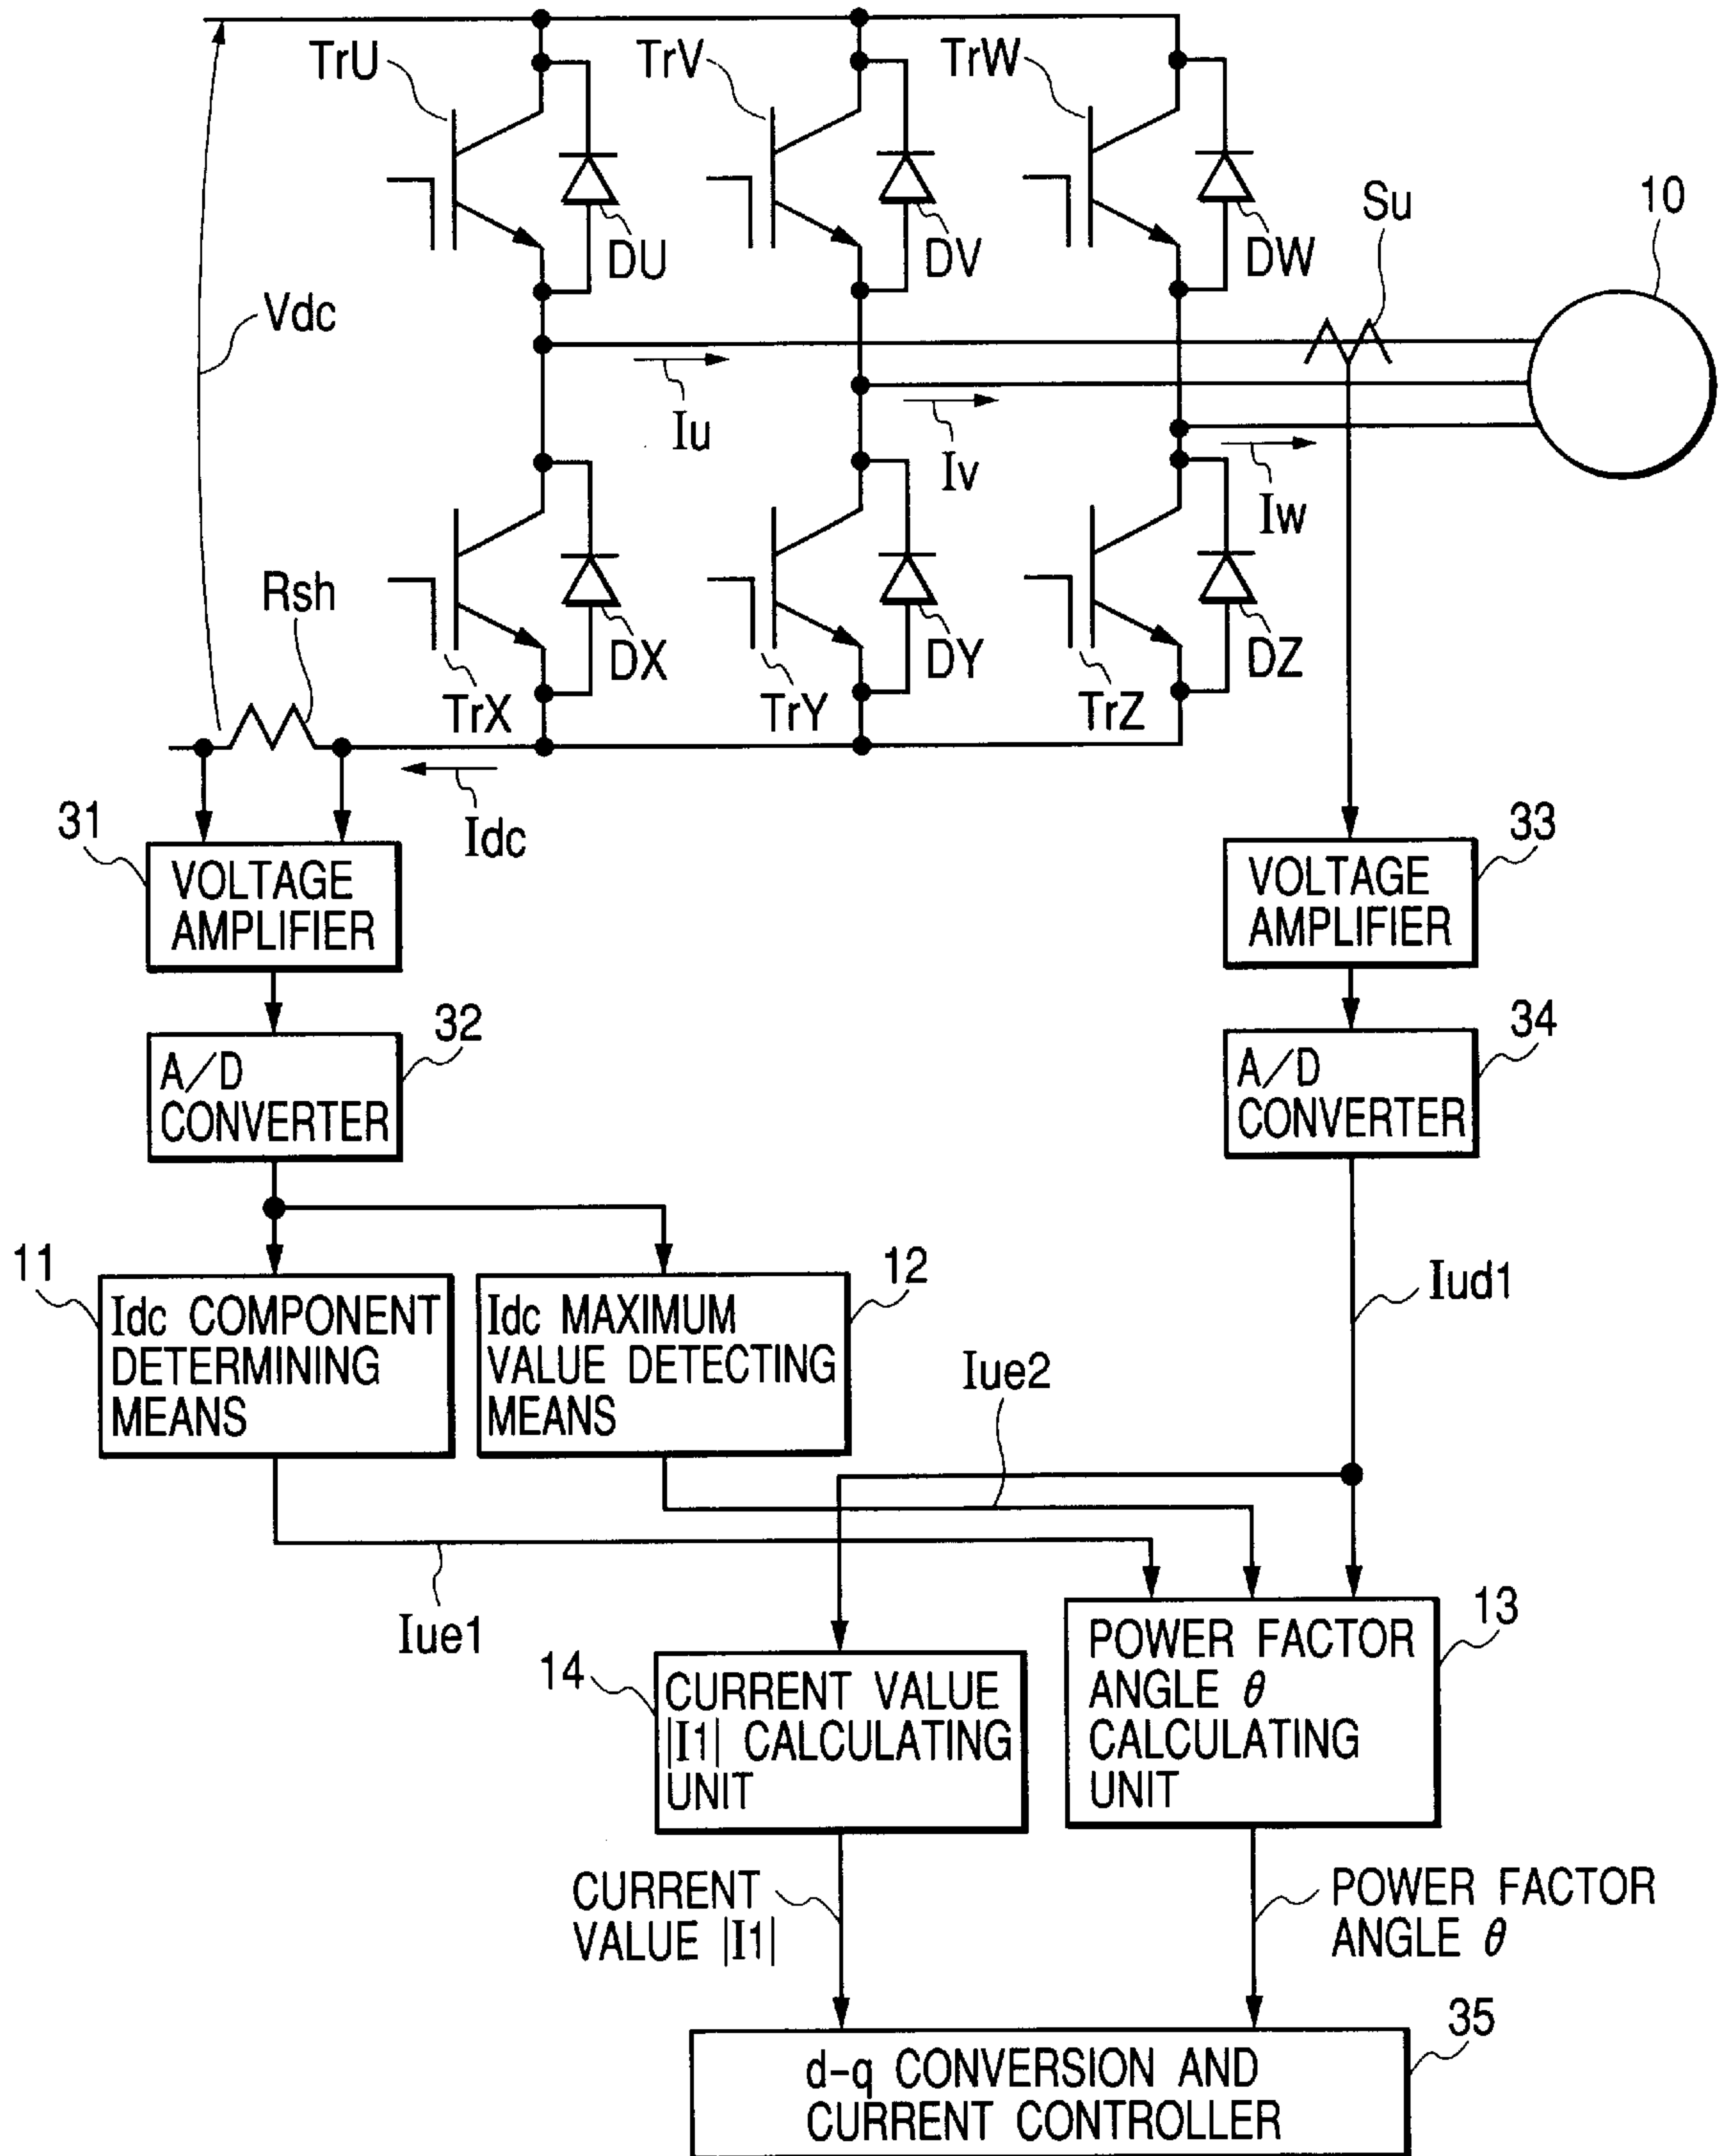 TrU
TrV
TrW
DU
DV
DW
Su
10
Vdc
Iu
Iv
Iw
Rsh
DX
DY
DZ
TrX
TrY
TrZ
Idc
31
VOLTAGE
AMPLIFIER
33
VOLTAGE
AMPLIFIER
32
A/D
CONVERTER
34
A/D
CONVERTER
11
Idc COMPONENT
DETERMINING
MEANS
12
Idc MAXIMUM
VALUE DETECTING
MEANS
Iud1
Iue2
Iue1
14
CURRENT VALUE
|I1| CALCULATING
UNIT
13
POWER FACTOR
ANGLE θ
CALCULATING
UNIT
CURRENT
VALUE |I1|
POWER FACTOR
ANGLE θ
35
d-q CONVERSION AND
CURRENT CONTROLLER